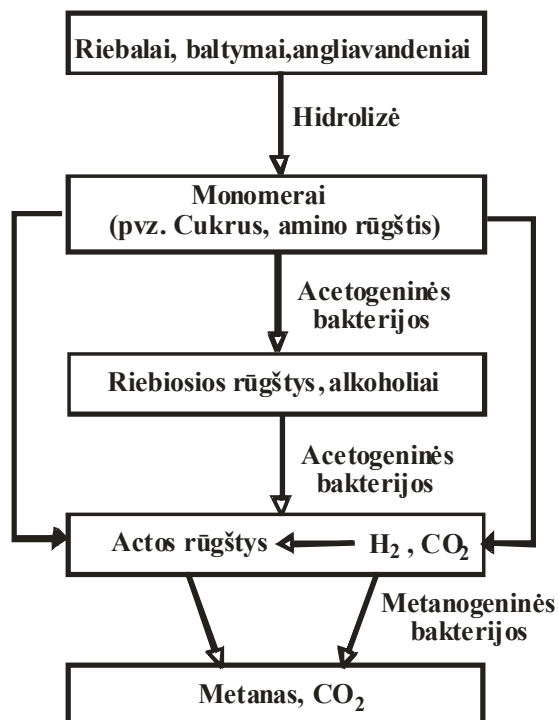 Riebalai, baltymai,angliavandeniai
Hidrolizė
Monomerai
(pvz. Cukrus, amino rūgštis)
Acetogeninės
bakterijos
Riebiosios rūgštys, alkoholiai
Acetogeninės
bakterijos
Actos rūgštys
H₂ , CO₂
Metanogeninės
bakterijos
Metanas, CO₂